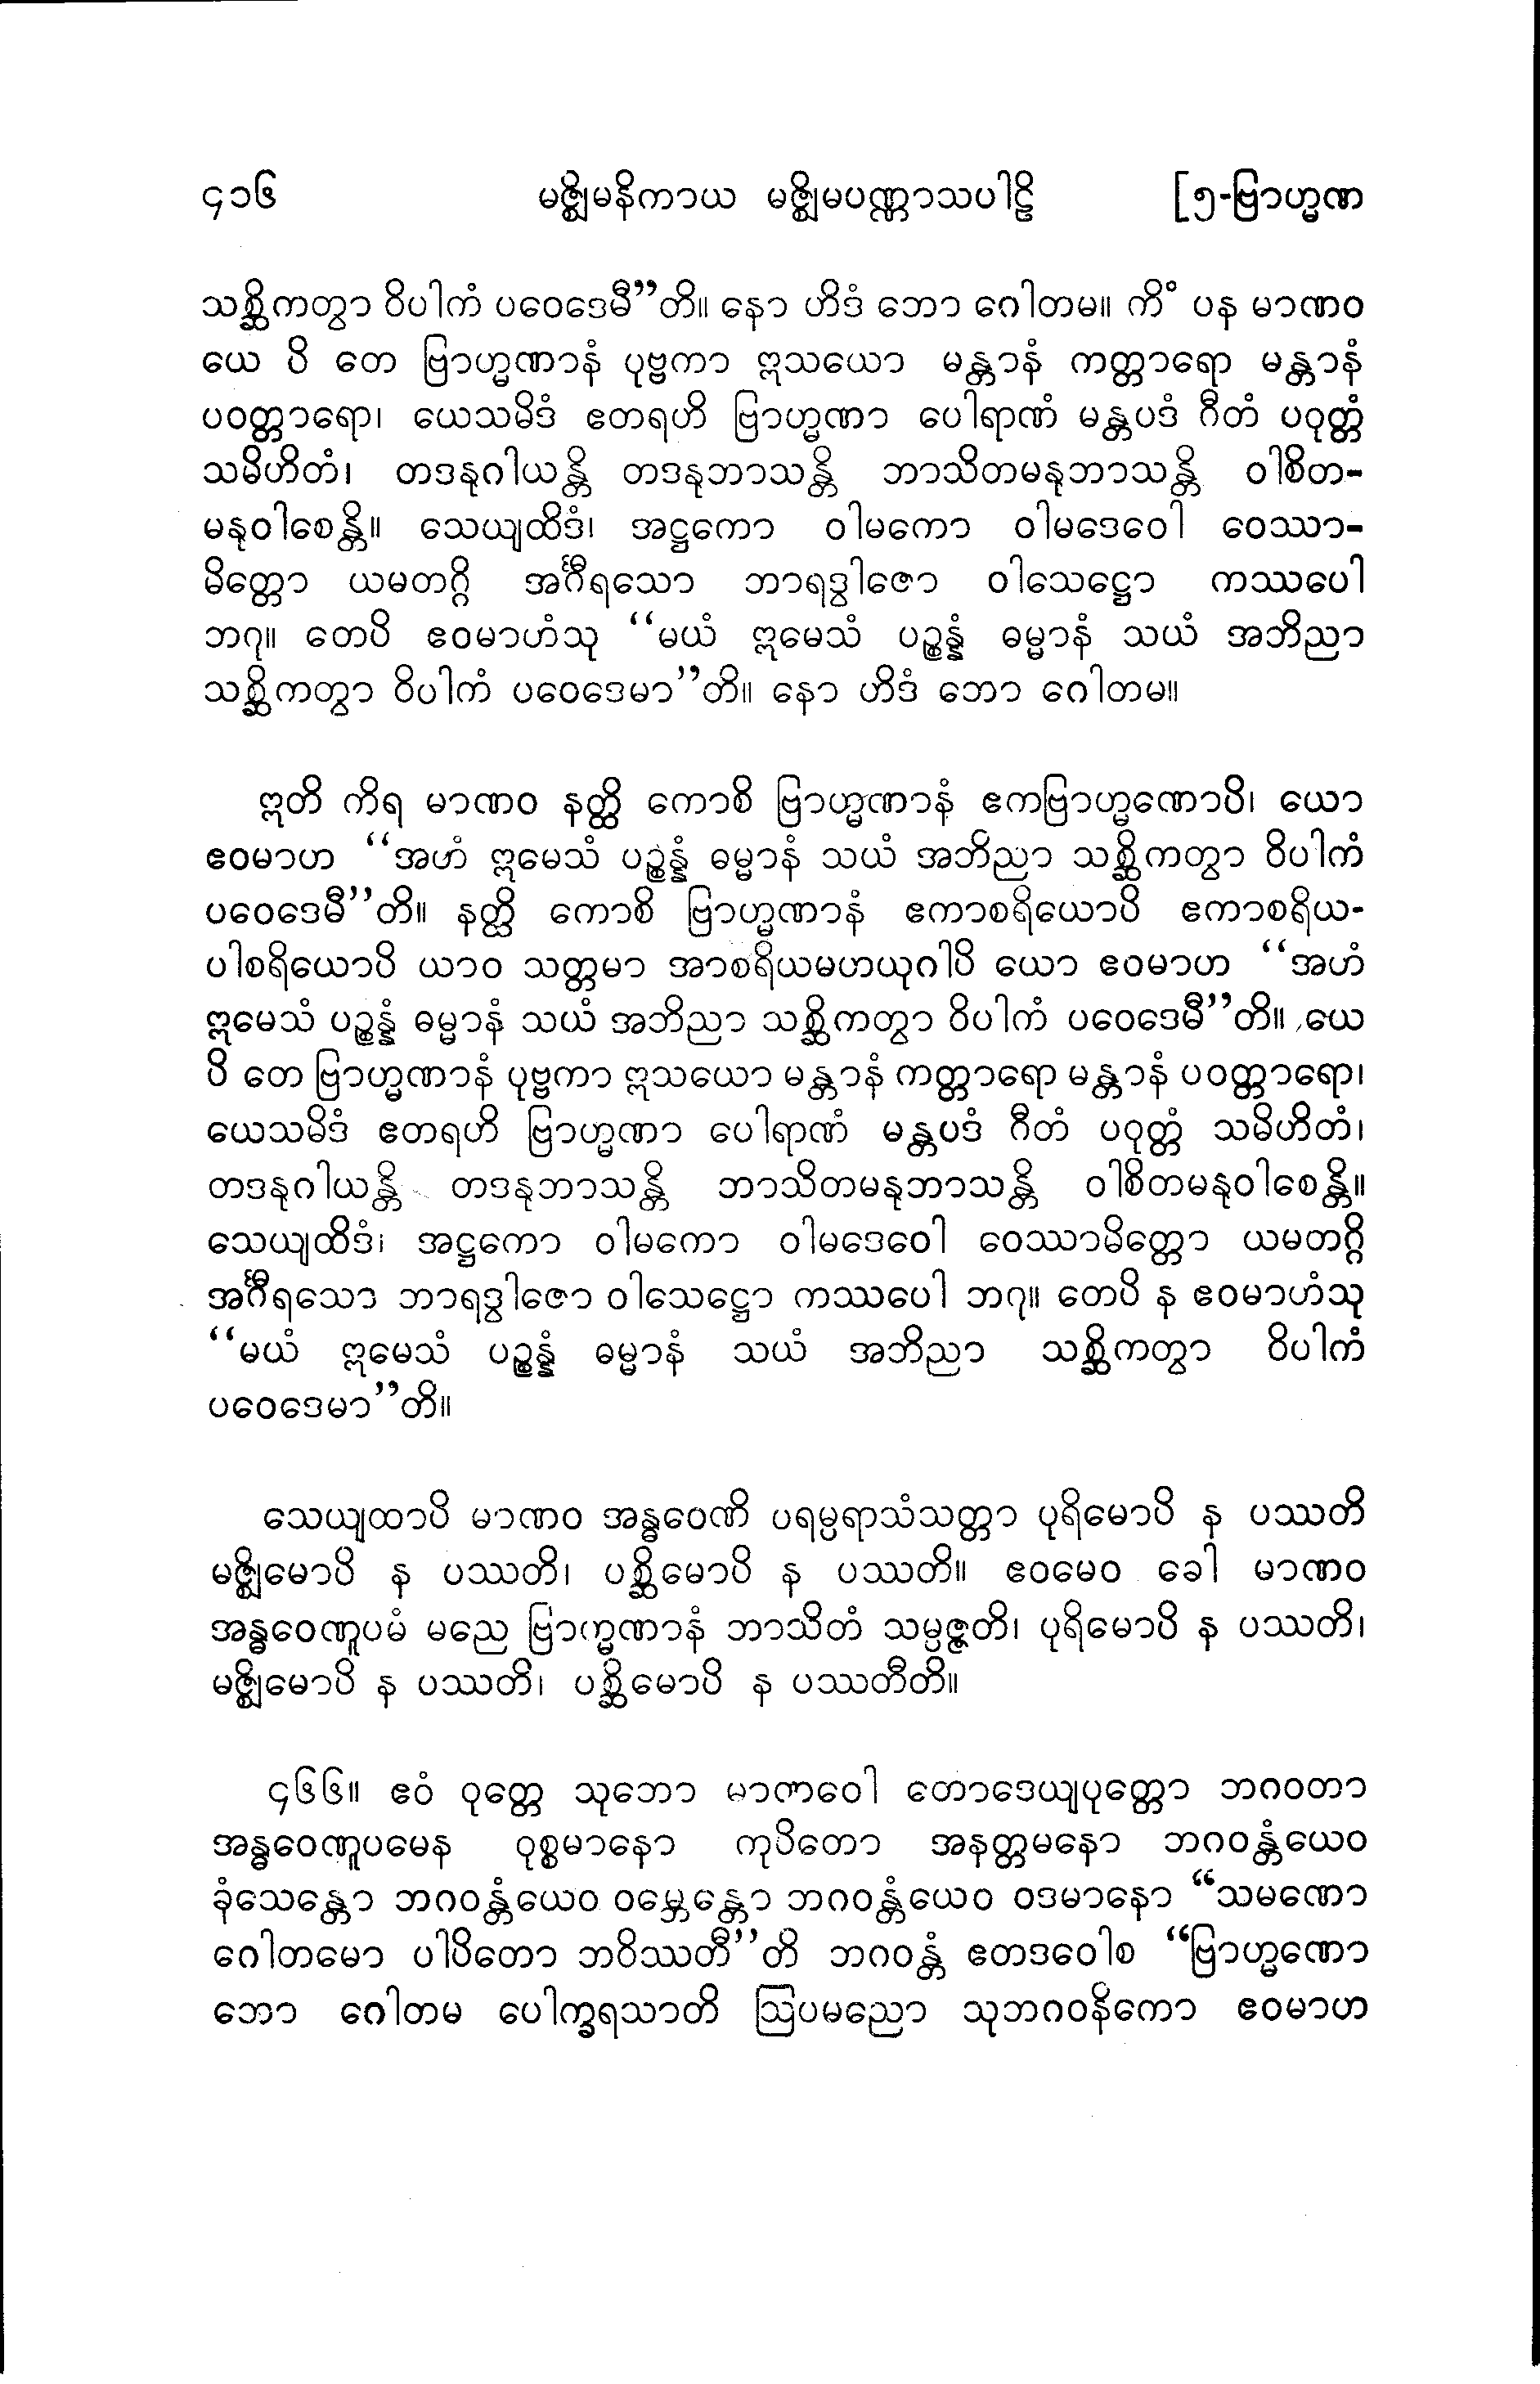 ၄၁၆ မဇ္ဈိမနိကာယ မဇ္ဈိမပဏ္ဏာသပါဠိ [၅-ဗြာဟ္မဏ
သစ္ဆိကတွာ ဝိပါကံ ပဝေဒေမီ”တိ။ နော ဟိဒံ ဘော ဂေါတမ။ ကိံ ပန မာဏဝ
ယေ ပိ တေ ဗြာဟ္မဏာနံ ပုဗ္ဗကာ ဣသယော မန္တာနံ ကတ္တာရော မန္တာနံ
ပဝတ္တာရော၊ ယေသမိဒံ ဧတရဟိ ဗြာဟ္မဏာ ပေါရာဏံ မန္တပဒံ ဂီတံ ပဝုတ္တံ
သမိဟိတံ၊ တဒနုဂါယန္တိ တဒနုဘာသန္တိ ဘာသိတမနုဘာသန္တိ ဝါစိတ-
မနုဝါစေန္တိ။ သေယျထိဒံ၊ အဋ္ဌကော ဝါမကော ဝါမဒေဝေါ ဝေဿာ-
မိတ္တော ယမတဂ္ဂိ အင်္ဂီရသော ဘာရဒွါဇော ဝါသေဋ္ဌော ကဿပေါ
ဘဂု။ တေပိ ဧဝမာဟံသု “မယံ ဣမေသံ ပဉ္စန္နံ ဓမ္မာနံ သယံ အဘိညာ
သစ္ဆိကတွာ ဝိပါကံ ပဝေဒေမာ”တိ။ နော ဟိဒံ ဘော ဂေါတမ။
ဣတိ ကိရ မာဏဝ နတ္ထိ ကောစိ ဗြာဟ္မဏာနံ ဧကဗြာဟ္မဏောပိ၊ ယော
ဧဝမာဟ “အဟံ ဣမေသံ ပဉ္စန္နံ ဓမ္မာနံ သယံ အဘိညာ သစ္ဆိကတွာ ဝိပါကံ
ပဝေဒေမီ”တိ။ နတ္ထိ ကောစိ ဗြာဟ္မဏာနံ ဧကာစရိယောပိ ဧကာစရိယ-
ပါစရိယောပိ ယာဝ သတ္တမာ အာစရိယမဟယုဂါပိ ယော ဧဝမာဟ “အဟံ
ဣမေသံ ပဉ္စန္နံ ဓမ္မာနံ သယံ အဘိညာ သစ္ဆိကတွာ ဝိပါကံ ပဝေဒေမီ”တိ။ ယေ
ပိ တေ ဗြာဟ္မဏာနံ ပုဗ္ဗကာ ဣသယော မန္တာနံ ကတ္တာရော မန္တာနံ ပဝတ္တာရော၊
ယေသမိဒံ ဧတရဟိ ဗြာဟ္မဏာ ပေါရာဏံ မန္တပဒံ ဂီတံ ပဝုတ္တံ သမိဟိတံ၊
တဒနုဂါယန္တိ တဒနုဘာသန္တိ ဘာသိတမနုဘာသန္တိ ဝါစိတမနုဝါစေန္တိ။
သေယျထိဒံ၊ အဋ္ဌကော ဝါမကော ဝါမဒေဝေါ ဝေဿာမိတ္တော ယမတဂ္ဂိ
အင်္ဂီရသော ဘာရဒွါဇော ဝါသေဋ္ဌော ကဿပေါ ဘဂု။ တေပိ န ဧဝမာဟံသု
“မယံ ဣမေသံ ပဉ္စန္နံ ဓမ္မာနံ သယံ အဘိညာ သစ္ဆိကတွာ ဝိပါကံ
ပဝေဒေမာ”တိ။
သေယျထာပိ မာဏဝ အန္ဓဝေဏိ ပရမ္ပရာသံသတ္တာ ပုရိမောပိ န ပဿတိ
မဇ္ဈိမောပိ န ပဿတိ၊ ပစ္ဆိမောပိ န ပဿတိ။ ဧဝမေဝ ခေါ မာဏဝ
အန္ဓဝေဏူပမံ မညေ ဗြာဟ္မဏာနံ ဘာသိတံ သမ္ပဇ္ဇတိ၊ ပုရိမောပိ န ပဿတိ၊
မဇ္ဈိမောပိ န ပဿတိ၊ ပစ္ဆိမောပိ န ပဿတီတိ။
၄၆၆။ ဧဝံ ဝုတ္တေ သုဘော မာဏဝေါ တောဒေယျပုတ္တော ဘဂဝတာ
အန္ဓဝေဏူပမေန ဝုစ္စမာနော ကုပိတော အနတ္တမနော ဘဂဝန္တံယေဝ
ခုံသေန္တော ဘဂဝန္တံယေဝ ဝမ္ဘေန္တော ဘဂဝန္တံယေဝ ဝဒမာနော “သမဏော
ဂေါတမော ပါပိတော ဘဝိဿတီ”တိ ဘဂဝန္တံ ဧတဒဝေါစ “ဗြာဟ္မဏော
ဘော ဂေါတမ ပေါက္ခရသာတိ ဩပမညော သုဘဂဝနိကော ဧဝမာဟ